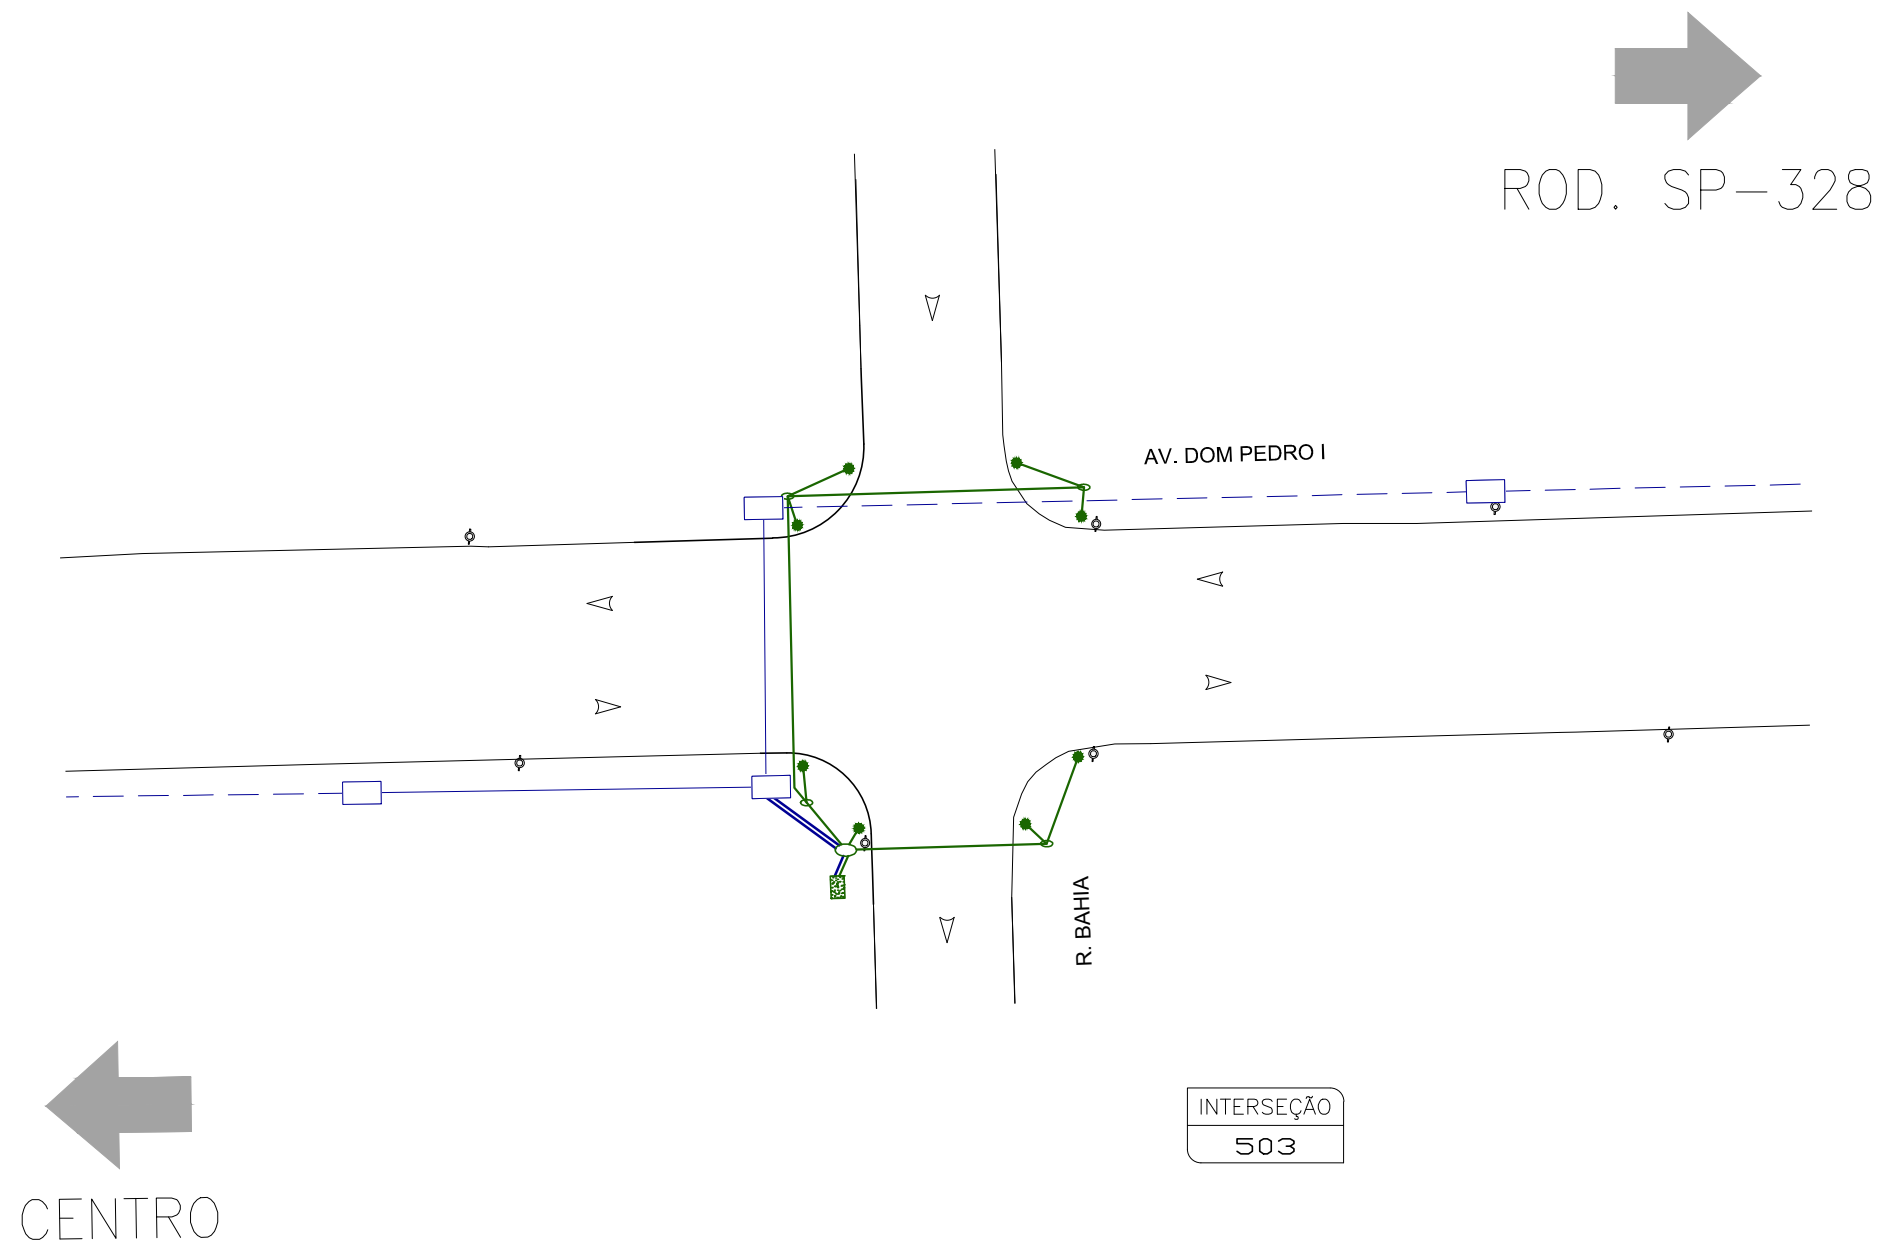 ROD. SP-328
AV. DOM PEDRO I
R. BAHIA
INTERSEÇÃO
503
CENTRO